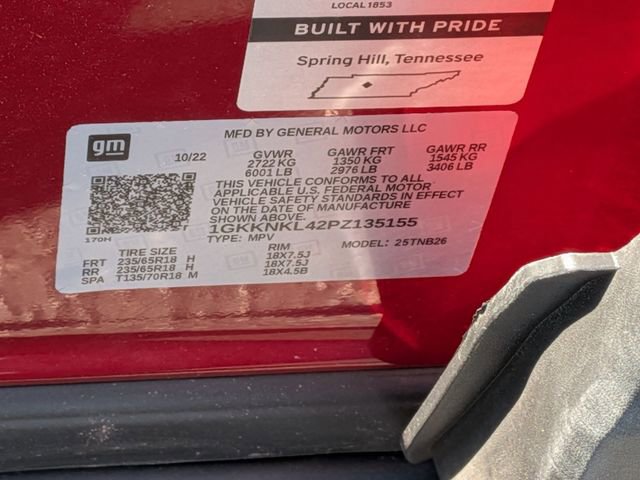 LOCAL 1853
BUILT WITH PRIDE
Spring Hill, Tennessee
gm
MFD BY GENERAL MOTORS LLC
10/22 GVWR GAWR FRT GAWR RR
2722 KG 1350 KG 1545 KG
6001 LB 2976 LB 3406 LB
THIS VEHICLE CONFORMS TO ALL
APPLICABLE U.S. FEDERAL MOTOR
VEHICLE SAFETY STANDARDS IN EFFECT
ON THE DATE OF MANUFACTURE
SHOWN ABOVE.
1GKKNKL42PZ135155
170H TYPE: MPV MODEL: 25TNB26
TIRE SIZE RIM
FRT 235/65R18 H 18X7.5J
RR 235/65R18 H 18X7.5J
SPA T135/70R18 M 18X4.5B